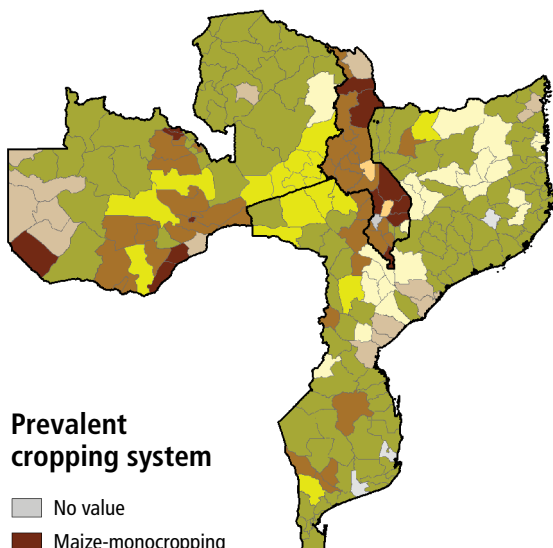 Prevalent
cropping system
No value
Maize-monocropping